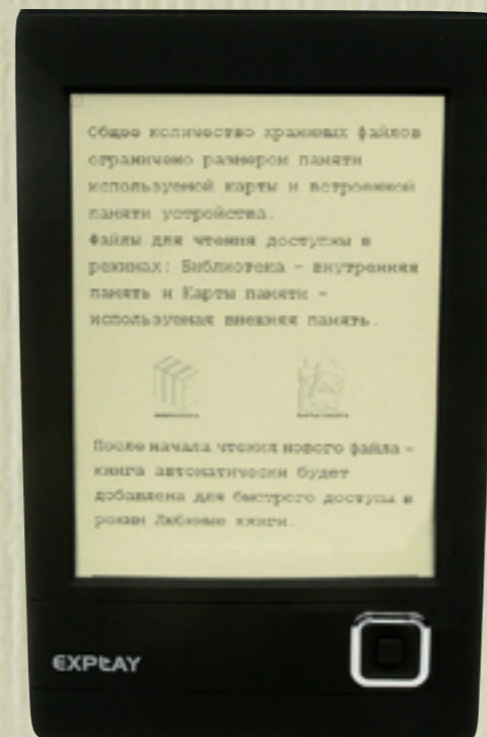 Общее количество хранимых файлов
ограничено размером памяти
используемой карты и встроенной
памяти устройства.
Файлы для чтения доступны в
режимах: Библиотека - внутренняя
память и Карты памяти -
используемая внешняя память.
После начала чтения нового файла -
книга автоматически будет
добавлена для быстрого доступа в
режим Любимые книги.
EXPLAY